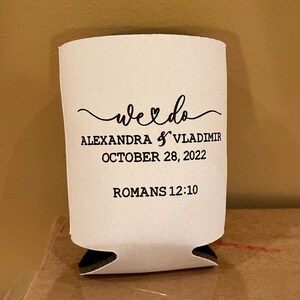 we♥do
ALEXANDRA & VLADIMIR
OCTOBER 28, 2022
ROMANS 12:10